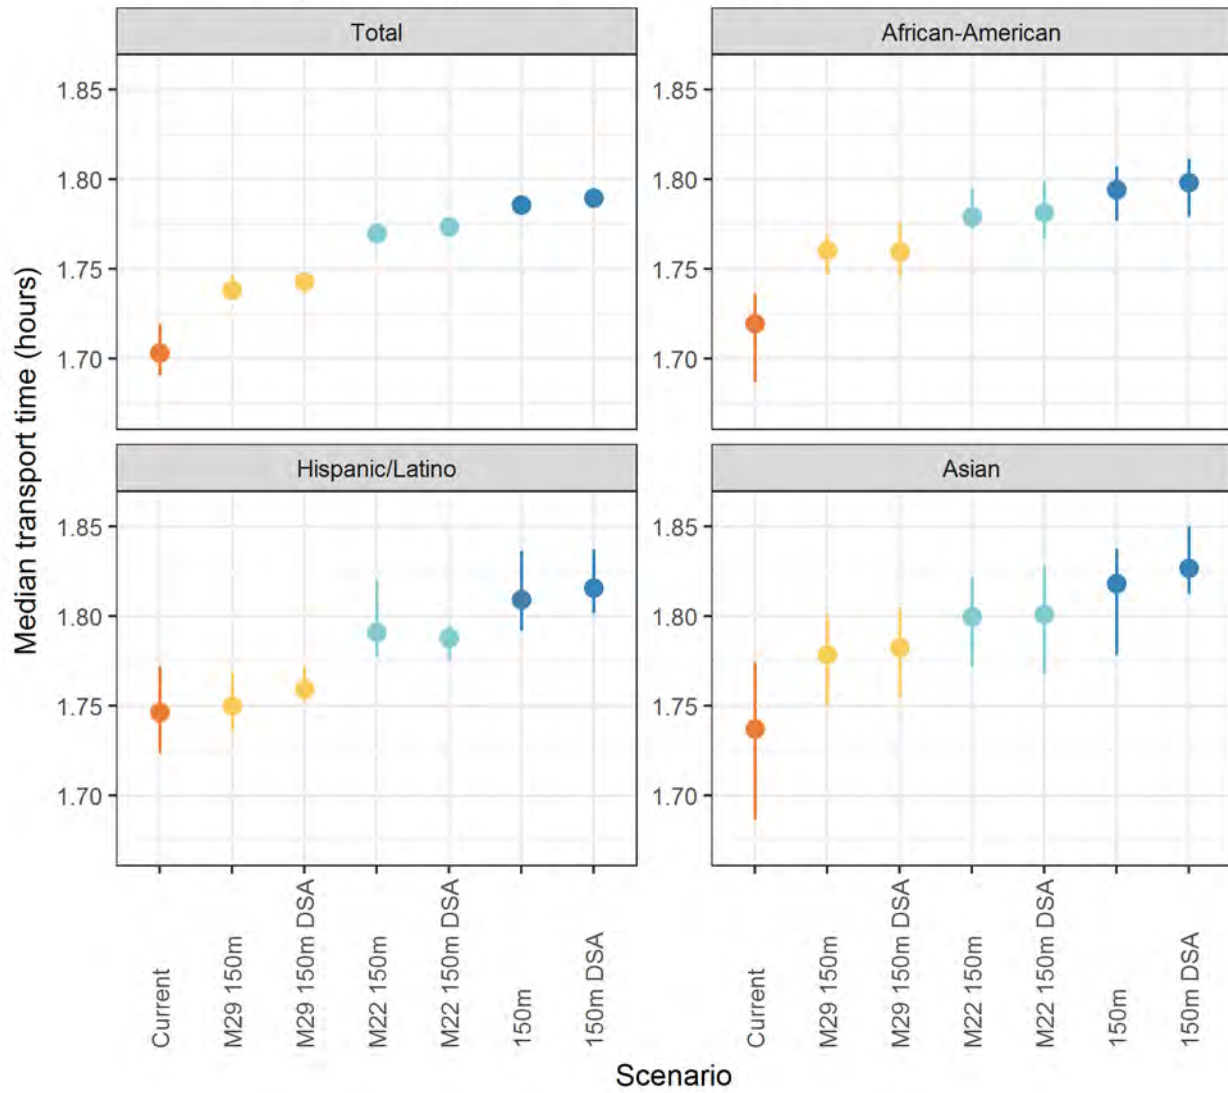 Total
African-American
1.85
1.80
1.75
1.70
1.85
1.80
1.75
1.70
Hispanic/Latino
Asian
1.85
1.80
1.75
1.70
1.85
1.80
1.75
1.70
Median transport time (hours)
Current
M29 150m
M29 150m DSA
M22 150m
M22 150m DSA
150m
150m DSA
Current
M29 150m
M29 150m DSA
M22 150m
M22 150m DSA
150m
150m DSA
Scenario